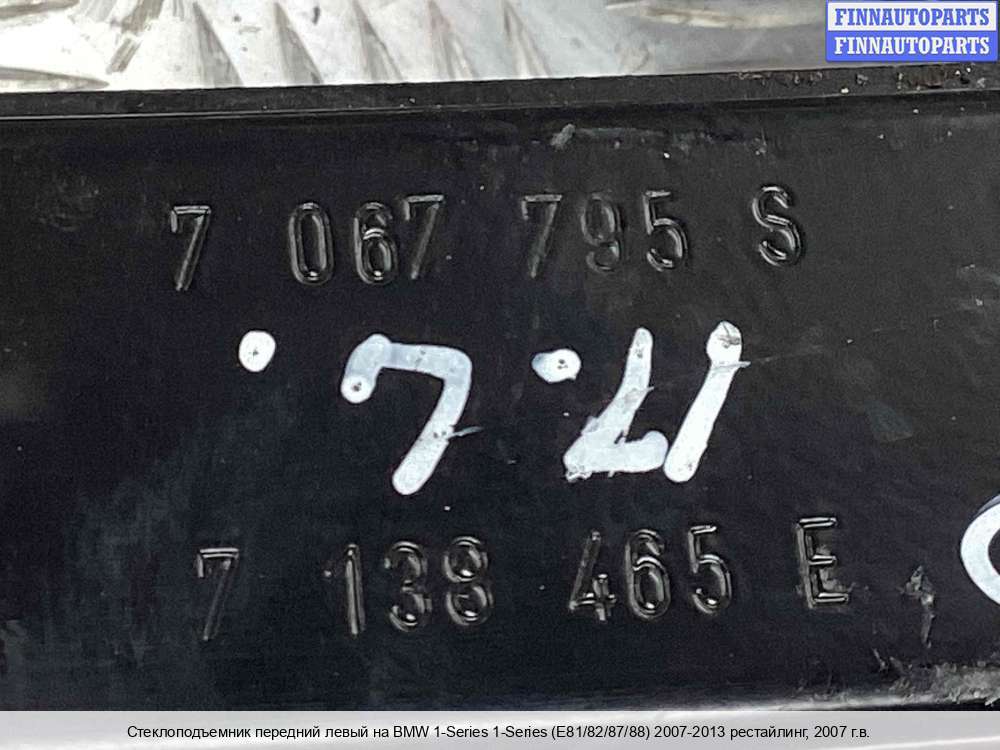 FINNAUTOPARTS
FINNAUTOPARTS
7 067 795 S
7 138 465 E
Стеклоподъемник передний левый на BMW 1-Series 1-Series (E81/82/87/88) 2007-2013 рестайлинг, 2007 г.в.